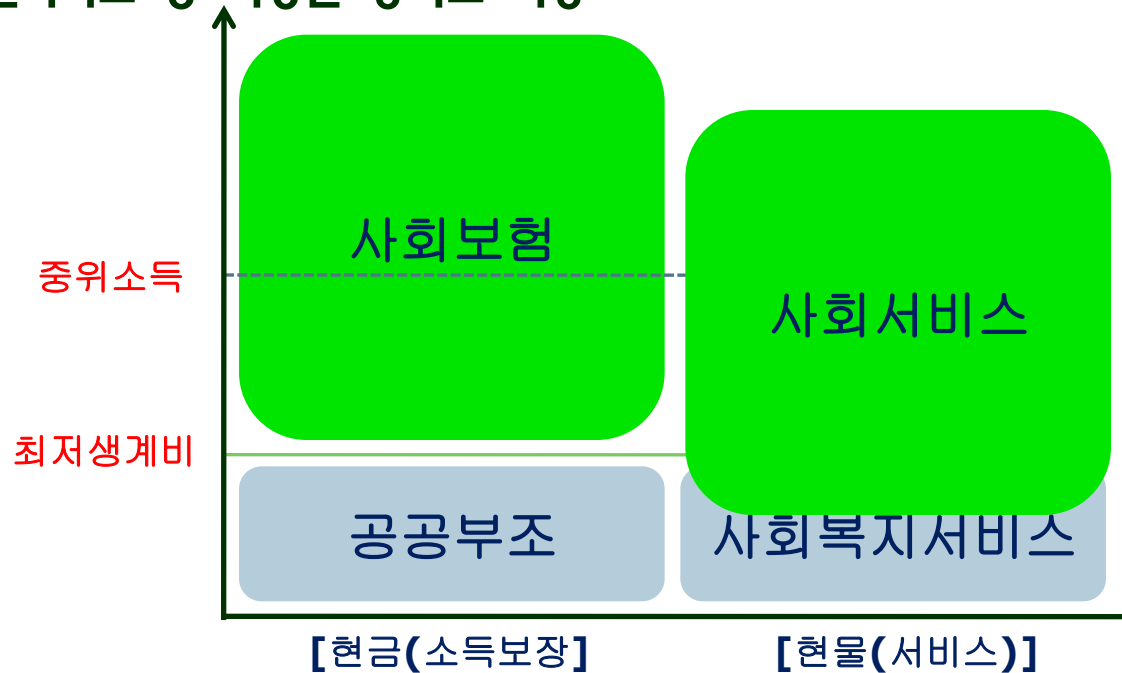 사회보험
중위소득
사회서비스
최저생계비
공공부조
사회복지서비스
[현금(소득보장]
[현물(서비스)]